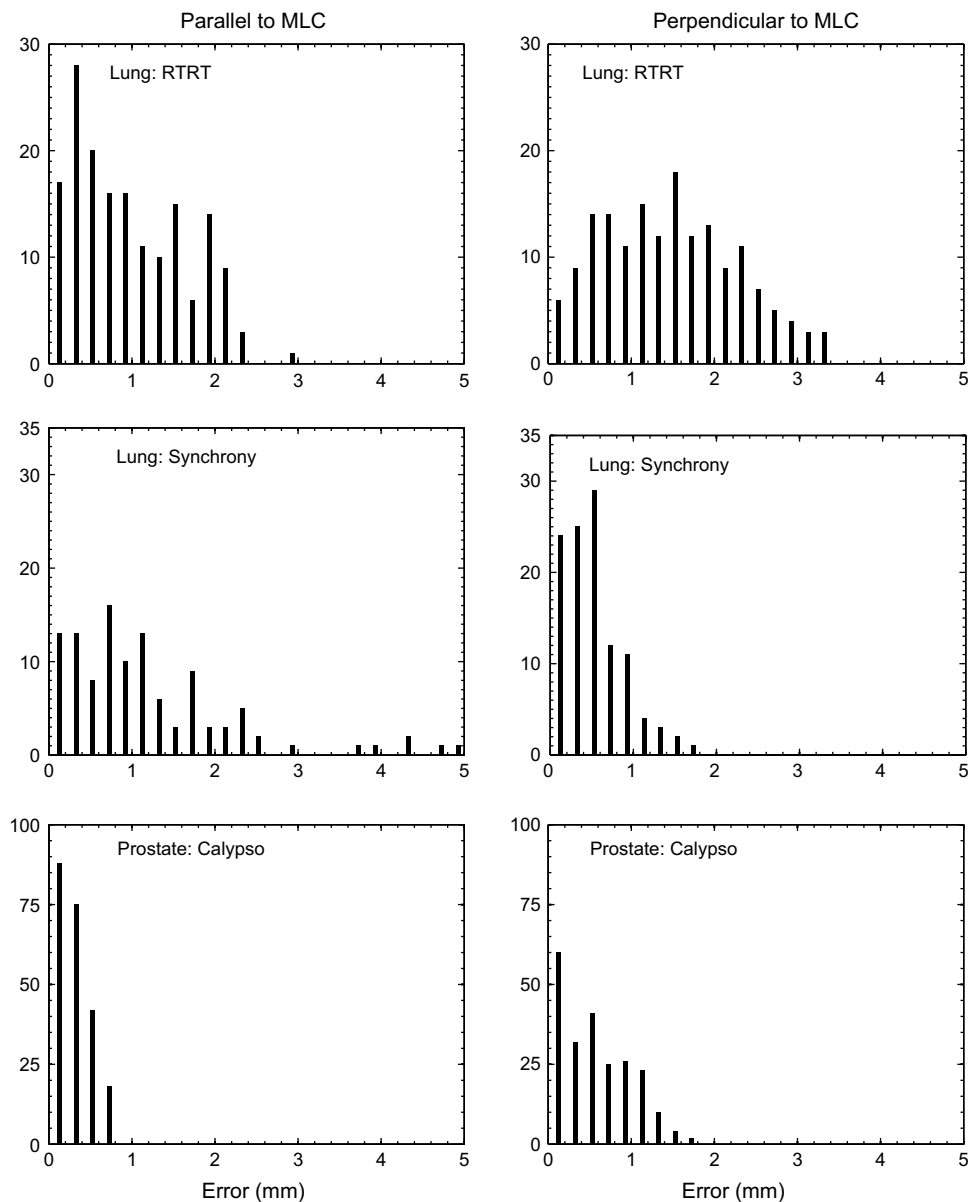 Parallel to MLC
Perpendicular to MLC
30
20
10
0
0 1 2 3 4 5
Lung: RTRT
30
20
10
0
0 1 2 3 4 5
Lung: RTRT
35
30
20
10
0
0 1 2 3 4 5
Lung: Synchrony
35
30
20
10
0
0 1 2 3 4 5
Lung: Synchrony
100
75
50
25
0
0 1 2 3 4 5
Prostate: Calypso
Error (mm)
100
75
50
25
0
0 1 2 3 4 5
Prostate: Calypso
Error (mm)